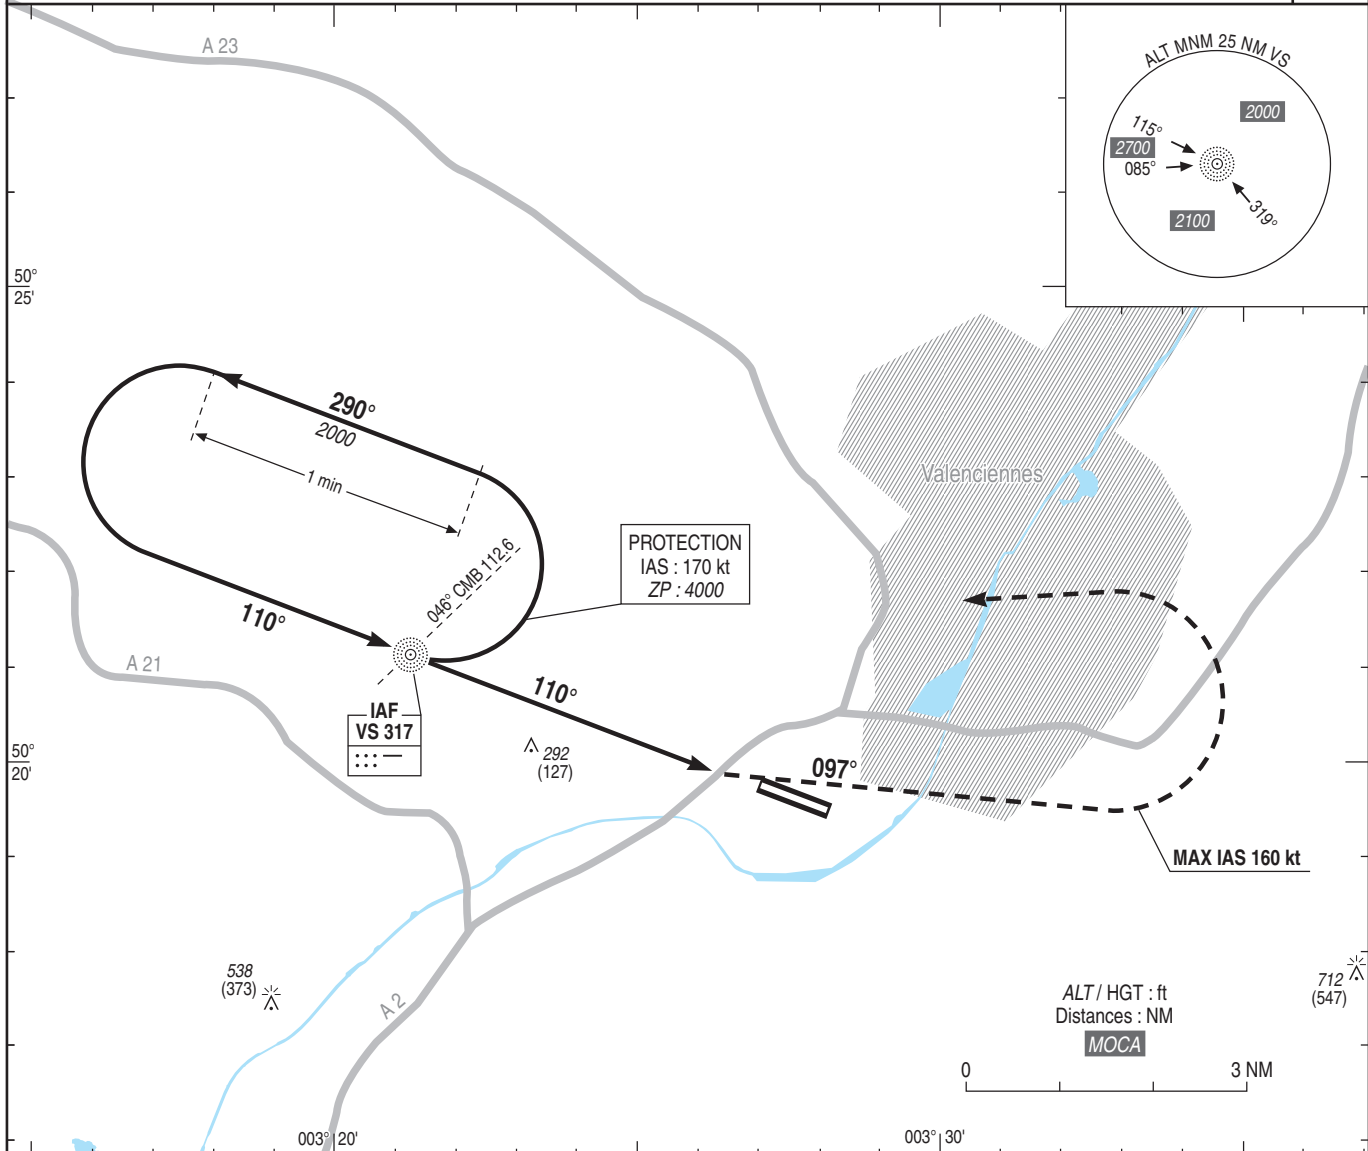 A 23
ALT MNM 25 NM VS
2000
115°
2700
085°
319°
2100
50°
25'
290°
2000
1 min
Valenciennes
PROTECTION
IAS : 170 kt
ZP : 4000
046° CMB 112.6
110°
A 21
110°
IAF
VS 317
292
(127)
50°
20'
097°
MAX IAS 160 kt
538
(373)
A 2
712
(547)
ALT / HGT : ft
Distances : NM
MOCA
0 3 NM
003° 20'
003° 30'